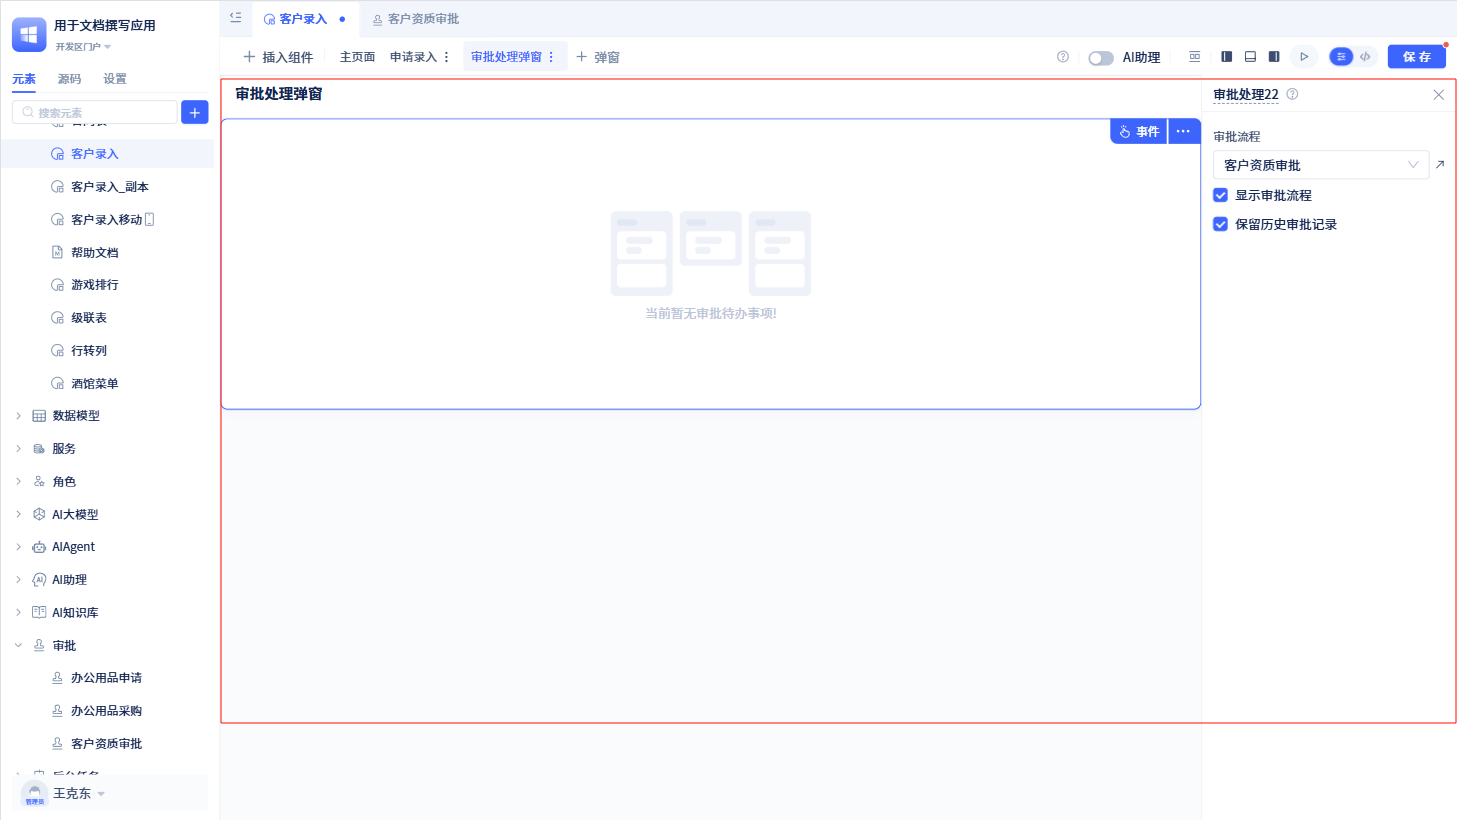 用于文档撰写应用
开发区门户
元素 源码 设置
搜索元素
客户录入
客户录入_副本
客户录入移动
帮助文档
游戏排行
级联表
行转列
酒馆菜单
数据模型
服务
角色
AI大模型
AIAgent
AI助理
AI知识库
审批
办公用品申请
办公用品采购
客户资质审批
后台任务
管理员
王克东
客户录入
客户资质审批
插入组件 主页面 申请录入 审批处理弹窗 弹窗
AI助理
保存
审批处理弹窗
事件
当前暂无审批待办事项!
审批处理22
审批流程
客户资质审批
显示审批流程
保留历史审批记录